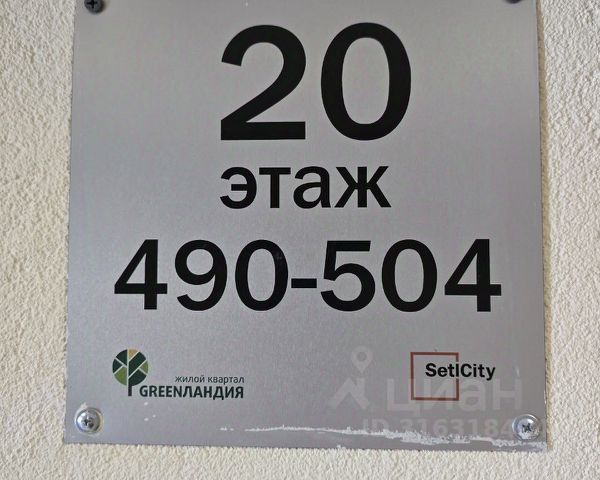 20
этаж
490-504
жилой квартал
GREENЛАНДИЯ
SetlCity
циан